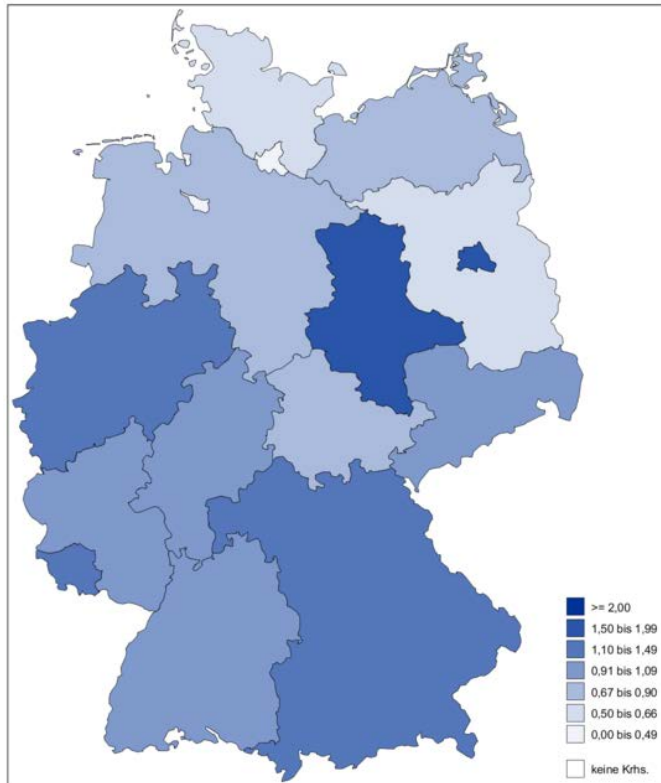 >= 2,00
1,50 bis 1,99
1,10 bis 1,49
0,91 bis 1,09
0,67 bis 0,90
0,50 bis 0,66
0,00 bis 0,49
keine Krhs.